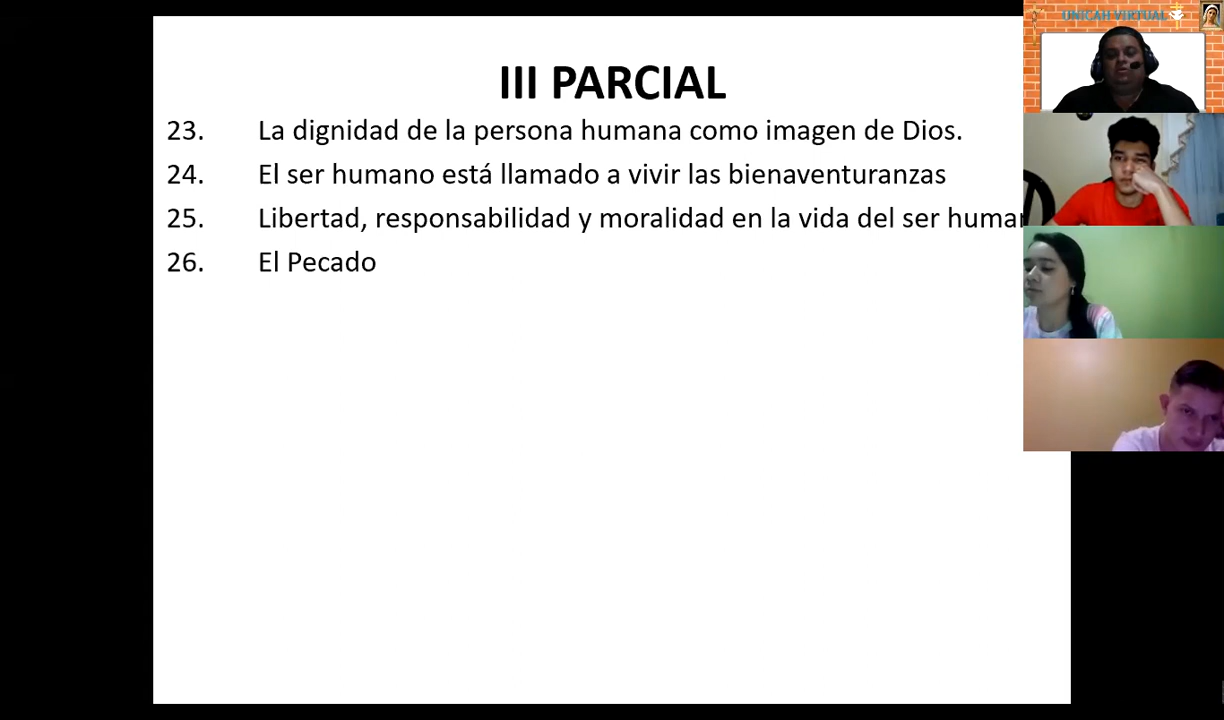 III PARCIAL
23. La dignidad de la persona humana como imagen de Dios.
24. El ser humano está llamado a vivir las bienaventuranzas
25. Libertad, responsabilidad y moralidad en la vida del ser
26. El Pecado
UNICAH VIRTUAL